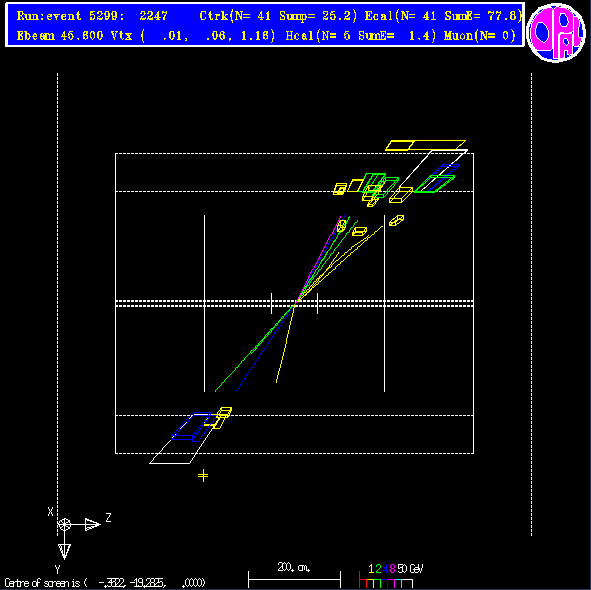 Run:event 5299: 2247 Ctrk(N= 41 Sump= 25.2) Ecal(N= 41 SumE= 77.8)
Ebeam 45.600 Vtx ( .01, .06, 1.16) Hcal(N= 5 SumE= 1.4) Muon(N= 0)
OPAL
X
Z
Y
200. cm.
1 2 4 8 50 GeV
Centre of screen is ( -.3522, -19.2825, .0000)